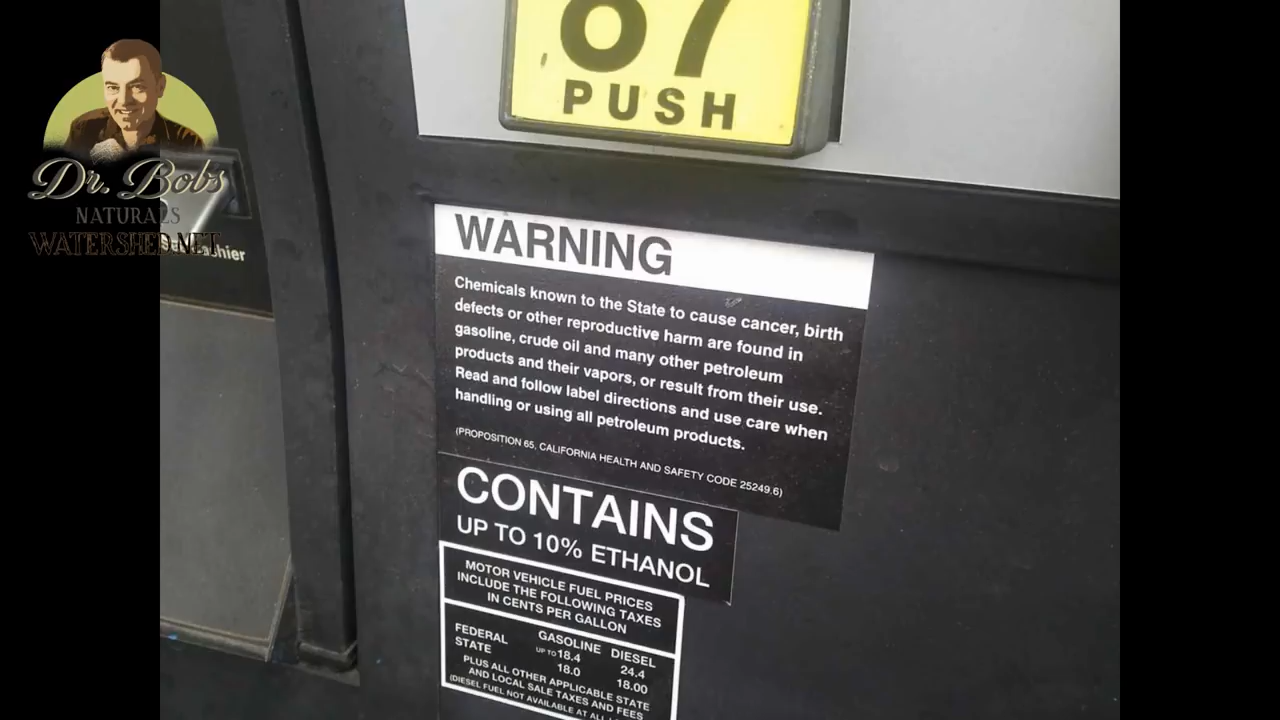 87
PUSH
Dr. Bobs
NATURALS
WATERSHED.NET
WARNING
Chemicals known to the State to cause cancer, birth
defects or other reproductive harm are found in
gasoline, crude oil and many other petroleum
products and their vapors, or result from their use.
Read and follow label directions and use care when
handling or using all petroleum products.
(PROPOSITION 65, CALIFORNIA HEALTH AND SAFETY CODE 25249.6)
CONTAINS
UP TO 10% ETHANOL
MOTOR VEHICLE FUEL PRICES
INCLUDE THE FOLLOWING TAXES
IN CENTS PER GALLON
GASOLINE DIESEL
FEDERAL UP TO 18.4 24.4
STATE 18.0 18.00
PLUS ALL OTHER APPLICABLE STATE
AND LOCAL SALE TAXES AND FEES
(DIESEL FUEL NOT AVAILABLE AT ALL